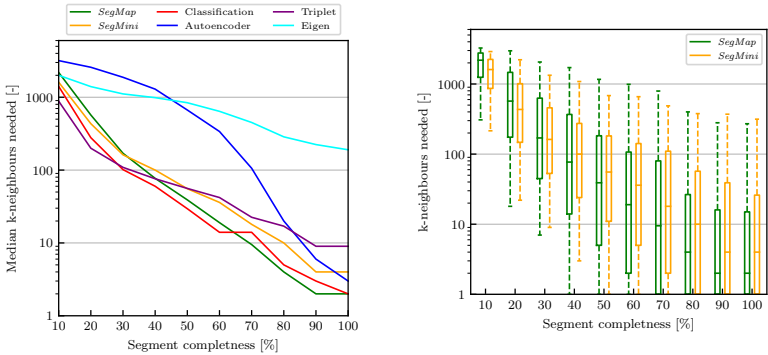 SegMap
Classification
Triplet
SegMini
Autoencoder
Eigen
Median k-neighbours needed [-]
1000
100
10
1
10 20 30 40 50 60 70 80 90 100
Segment completness [%]
SegMap
SegMini
k-neighbours needed [-]
1000
100
10
1
10 20 30 40 50 60 70 80 90 100
Segment completness [%]